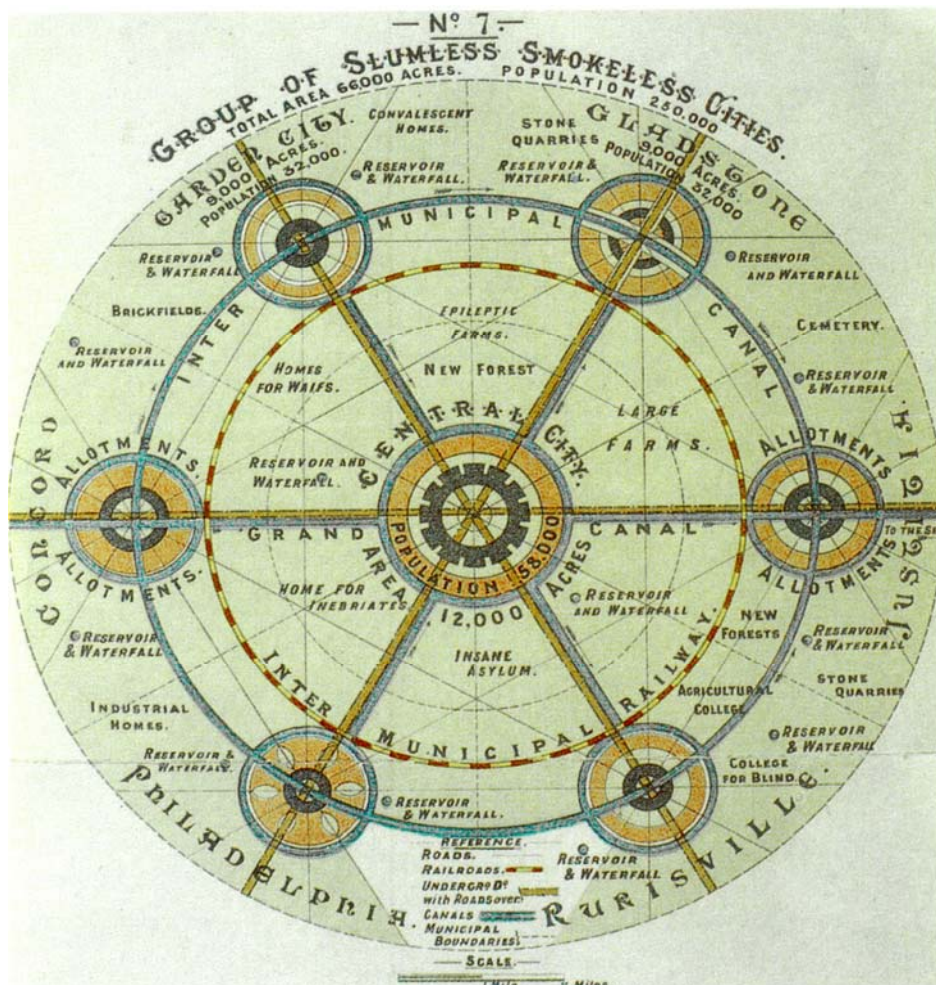 — Nº 7. —
GROUP OF SLUMLESS SMOKELESS CITIES.
TOTAL AREA 66,000 ACRES. POPULATION 250,000
GARDEN CITY.
9,000 ACRES.
POPULATION 32,000.
CONVALESCENT
HOMES.
STONE
QUARRIES
GLADSTONE
9,000 ACRES.
POPULATION 32,000
RESERVOIR
& WATERFALL.
RESERVOIR &
WATERFALL.
INTER MUNICIPAL CANAL
RESERVOIR
& WATERFALL
RESERVOIR
AND WATERFALL
BRICKFIELDS.
EPILEPTIC
FARMS.
CEMETERY.
RESERVOIR
AND WATERFALL
HOMES
FOR WAIFS.
NEW FOREST
RESERVOIR
& WATERFALL
LARGE
FARMS.
CENTRAL CITY.
CONCORD
ALLOTMENTS.
ALLOTMENTS
RESERVOIR AND
WATERFALL.
GRAND CANAL
TO THE
ALLOTMENTS.
ALLOTMENTS
POPULATION 58,000
AREA 12,000 ACRES
HOME FOR
INEBRIATES
RESERVOIR
AND WATERFALL
NEW
FORESTS
RESERVOIR
& WATERFALL
RESERVOIR
& WATERFALL
INSANE
ASYLUM.
STONE
QUARRIES
INTER MUNICIPAL RAILWAY.
AGRICULTURAL
COLLEGE
INDUSTRIAL
HOMES.
RESERVOIR
& WATERFALL
RESERVOIR &
WATERFALL
COLLEGE
FOR BLIND
RESERVOIR
& WATERFALL.
PHILADELPHIA.
RURISVILLE.
REFERENCE.
ROADS.
RAILROADS.
UNDERGRD Dº
with ROADSOVER
CANALS
MUNICIPAL
BOUNDARIES
RESERVOIR
& WATERFALL
— SCALE. —